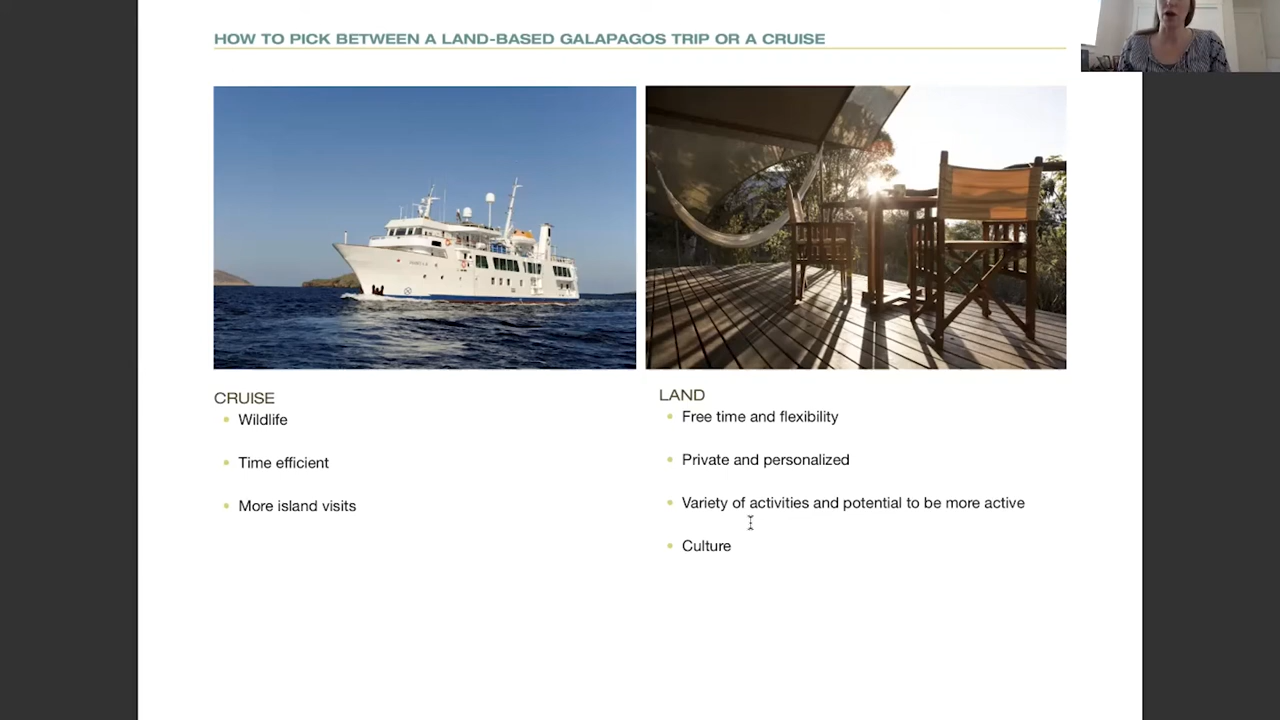 HOW TO PICK BETWEEN A LAND-BASED GALAPAGOS TRIP OR A CRUISE
CRUISE
Wildlife
Time efficient
More island visits
LAND
Free time and flexibility
Private and personalized
Variety of activities and potential to be more active
Culture